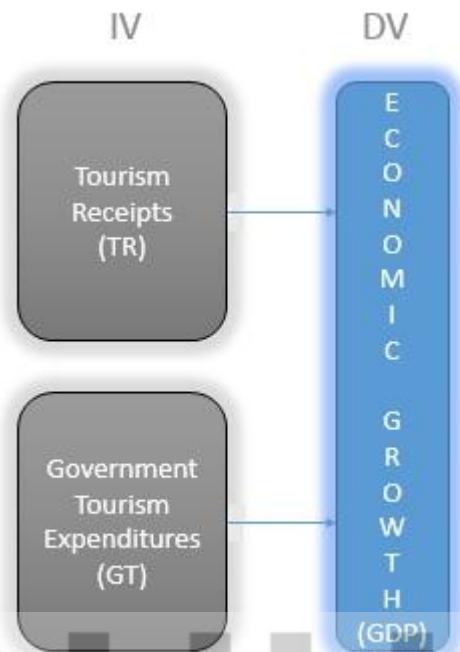 IV
DV
Tourism
Receipts
(TR)
Government
Tourism
Expenditures
(GT)
E
C
O
N
O
M
I
C
G
R
O
W
T
H
(GDP)